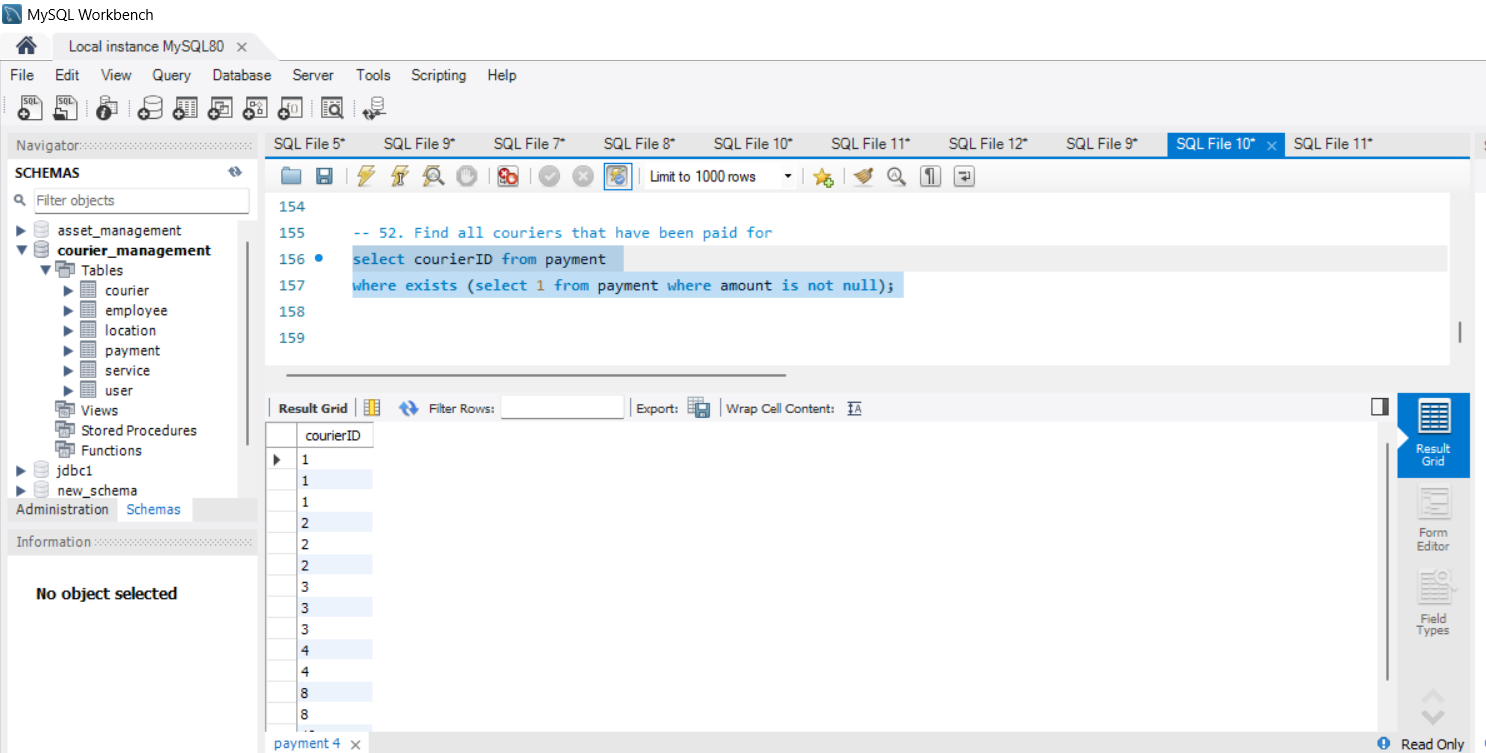 MySQL Workbench
Local instance MySQL80
File Edit View Query Database Server Tools Scripting Help
Navigator
SCHEMAS
Filter objects
asset_management
courier_management
Tables
courier
employee
location
payment
service
user
Views
Stored Procedures
Functions
jdbc1
new_schema
Administration Schemas
Information
No object selected
SQL File 5* SQL File 9* SQL File 7* SQL File 8* SQL File 10* SQL File 11* SQL File 12* SQL File 9* SQL File 10* SQL File 11*
Limit to 1000 rows
154
155 -- 52. Find all couriers that have been paid for
156 select courierID from payment
157 where exists (select 1 from payment where amount is not null);
158
159
Result Grid Filter Rows: Export: Wrap Cell Content:
courierID
1
1
1
2
2
2
3
3
3
4
4
8
8
Result
Grid
Form
Editor
Field
Types
payment 4
Read Only